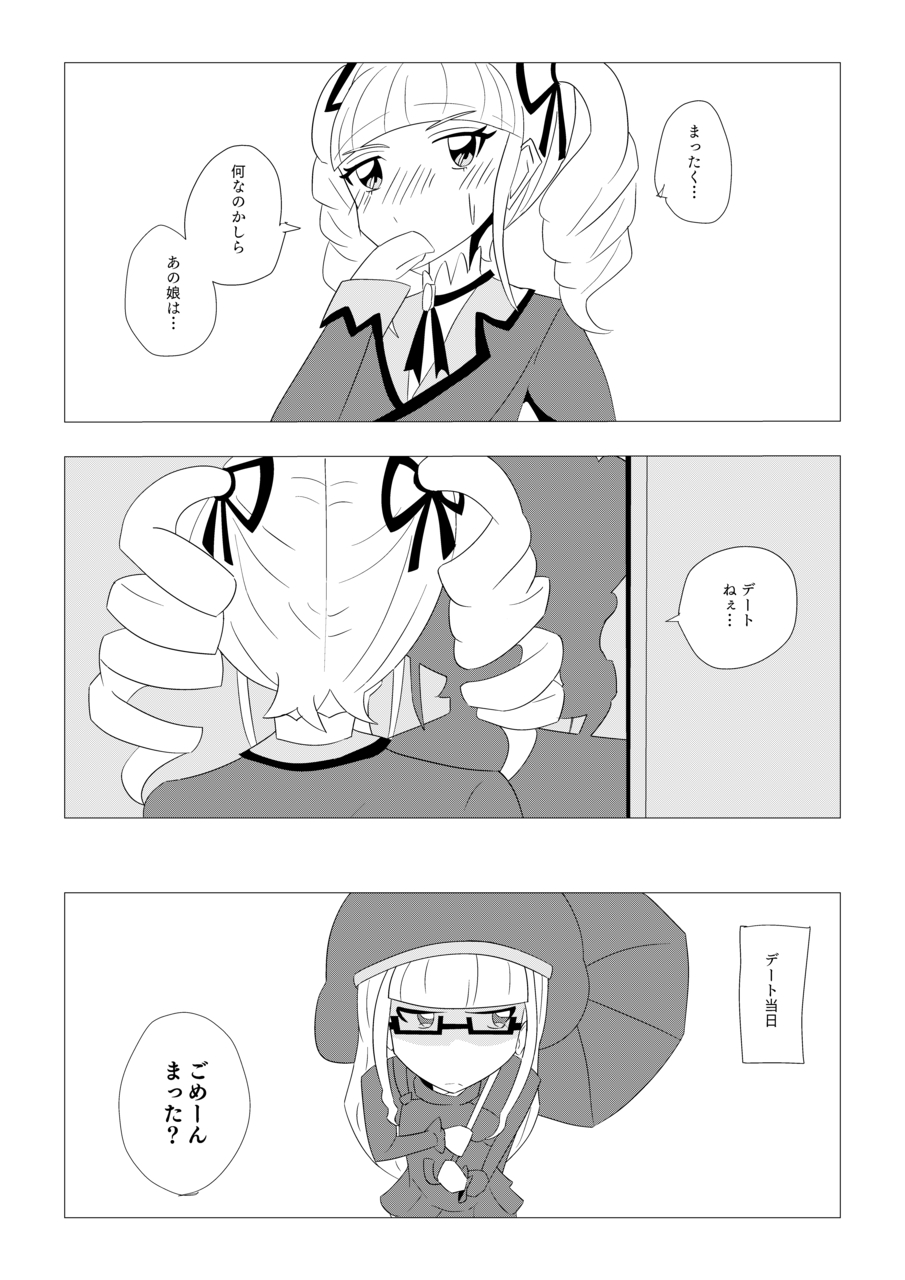 まったく…
何なのかしら
あの娘は…
デート
ねぇ…
デート当日
ごめーん
まった？